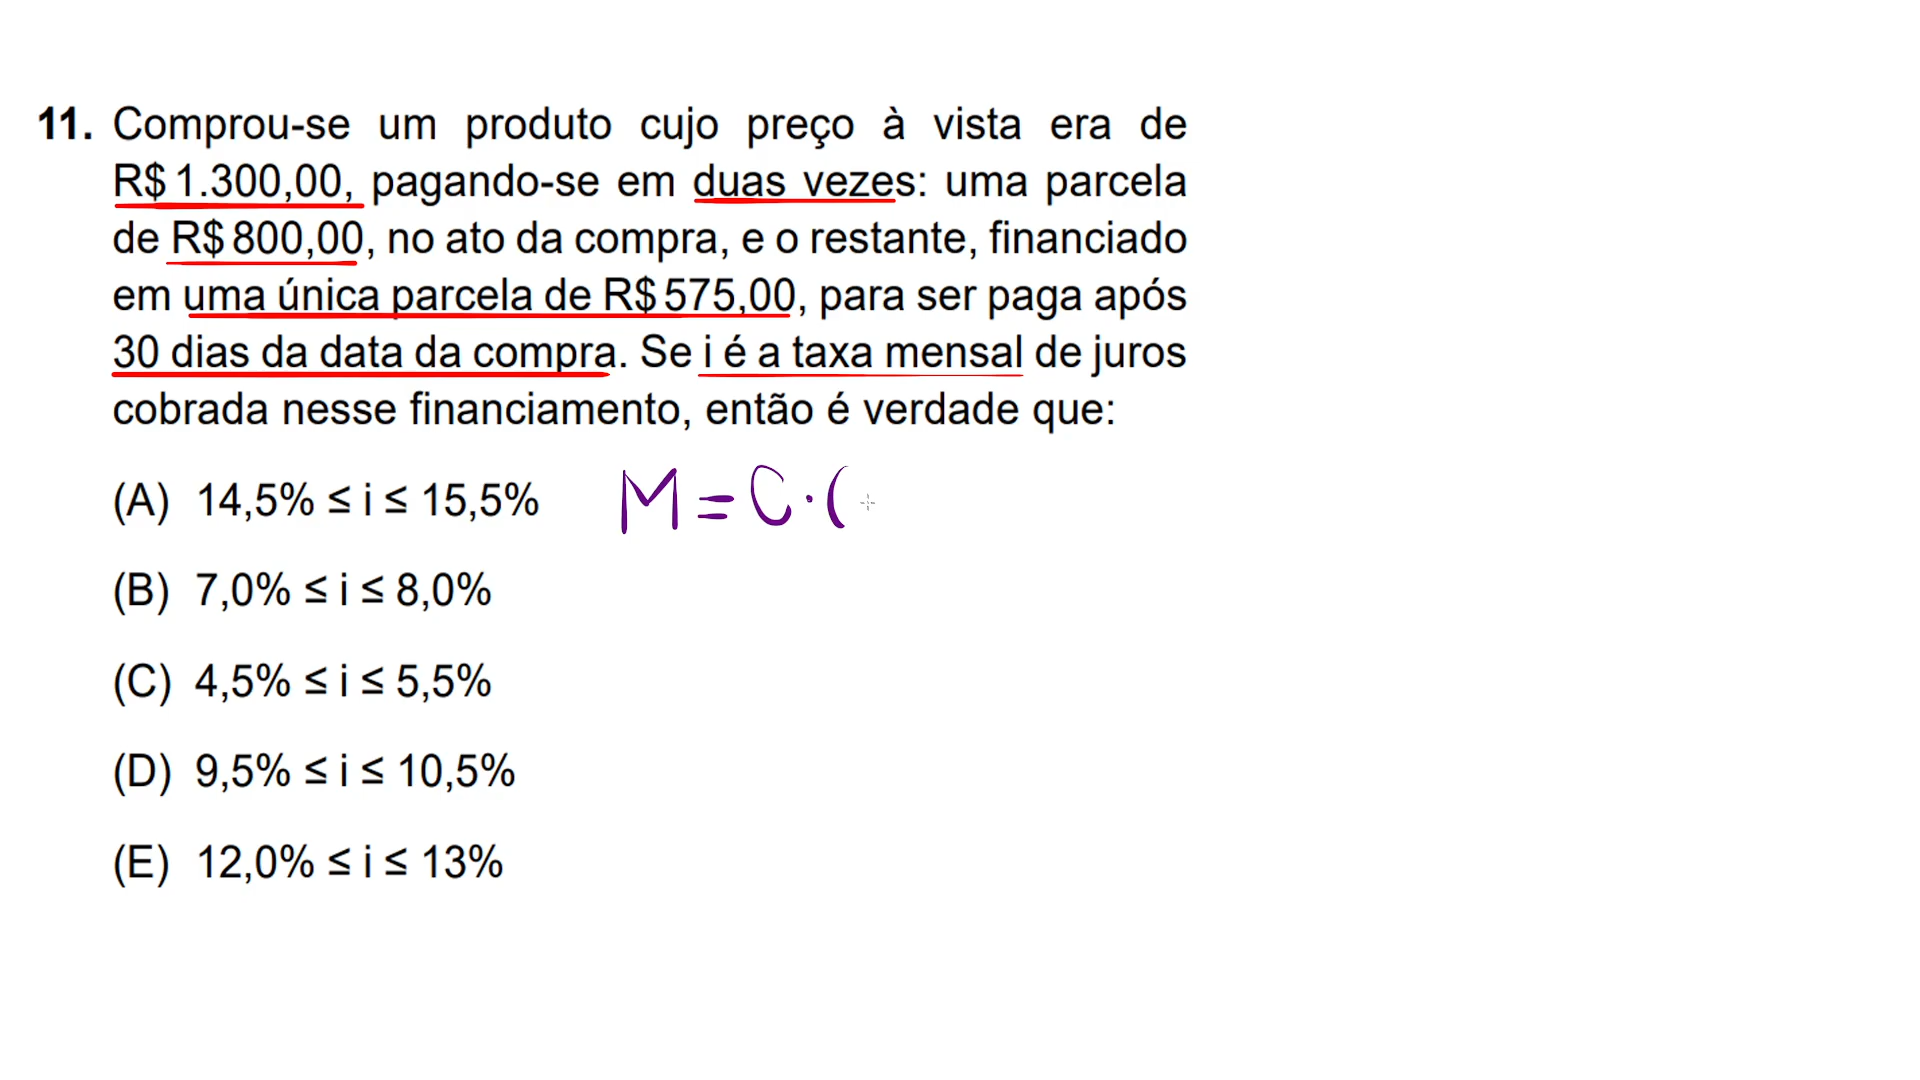 11. Comprou-se um produto cujo preço à vista era de
R$ 1.300,00, pagando-se em duas vezes: uma parcela
de R$ 800,00, no ato da compra, e o restante, financiado
em uma única parcela de R$ 575,00, para ser paga após
30 dias da data da compra. Se i é a taxa mensal de juros
cobrada nesse financiamento, então é verdade que:
(A) 14,5% ≤ i ≤ 15,5%
M = C · (
(B) 7,0% ≤ i ≤ 8,0%
(C) 4,5% ≤ i ≤ 5,5%
(D) 9,5% ≤ i ≤ 10,5%
(E) 12,0% ≤ i ≤ 13%